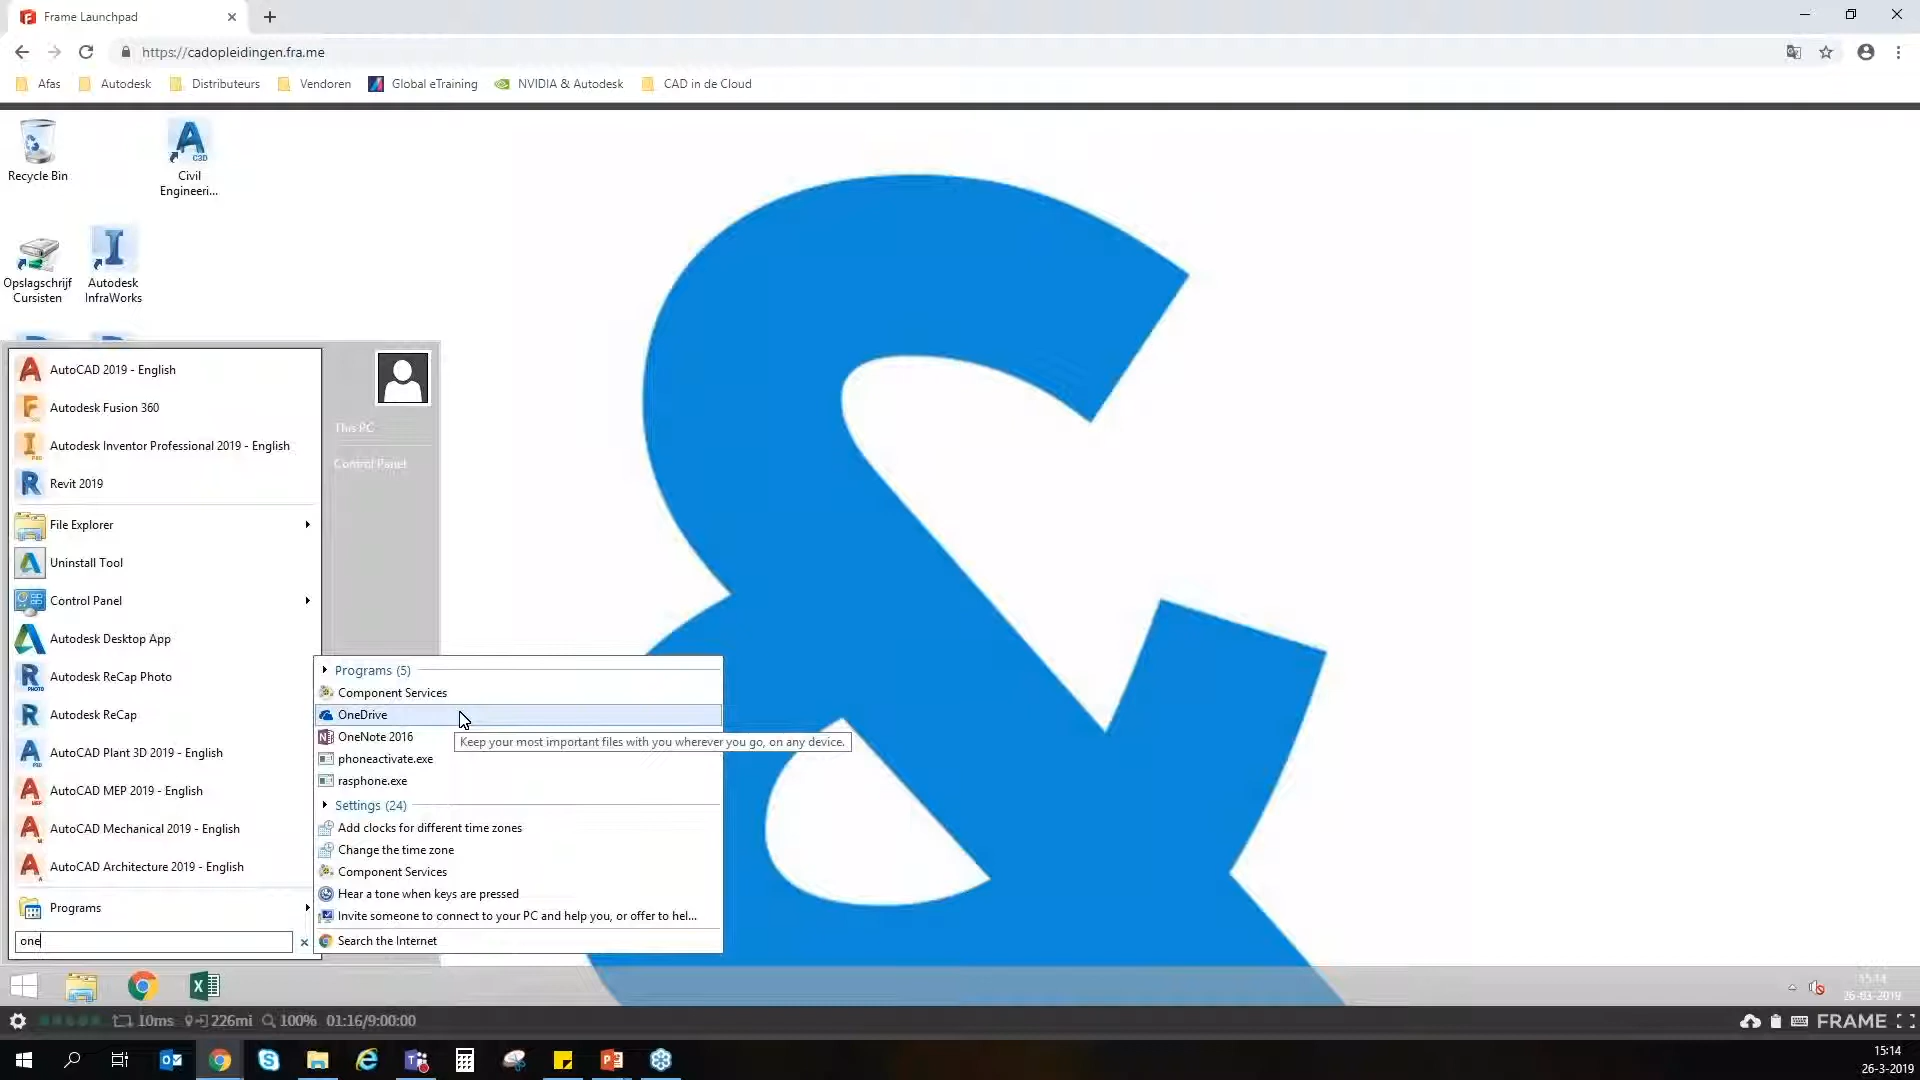 Frame Launchpad
https://cadopleidingen.fra.me
Afas
Autodesk
Distributeurs
Vendoren
Global eTraining
NVIDIA & Autodesk
CAD in de Cloud
Recycle Bin
C3D
Civil
Engineeri...
Opslagschrijf
Cursisten
Autodesk
InfraWorks
AutoCAD 2019 - English
Autodesk Fusion 360
Autodesk Inventor Professional 2019 - English
Revit 2019
File Explorer
Uninstall Tool
Control Panel
Autodesk Desktop App
Autodesk ReCap Photo
Autodesk ReCap
AutoCAD Plant 3D 2019 - English
AutoCAD MEP 2019 - English
AutoCAD Mechanical 2019 - English
AutoCAD Architecture 2019 - English
Programs
one
This PC
Control Panel
Programs (5)
Component Services
OneDrive
OneNote 2016
Keep your most important files with you wherever you go, on any device.
phoneactivate.exe
rasphone.exe
Settings (24)
Add clocks for different time zones
Change the time zone
Component Services
Hear a tone when keys are pressed
Invite someone to connect to your PC and help you, or offer to hel...
Search the Internet
15:14
26-03-2019
10ms
226mi
100%
01:16/9:00:00
FRAME
15:14
26-3-2019